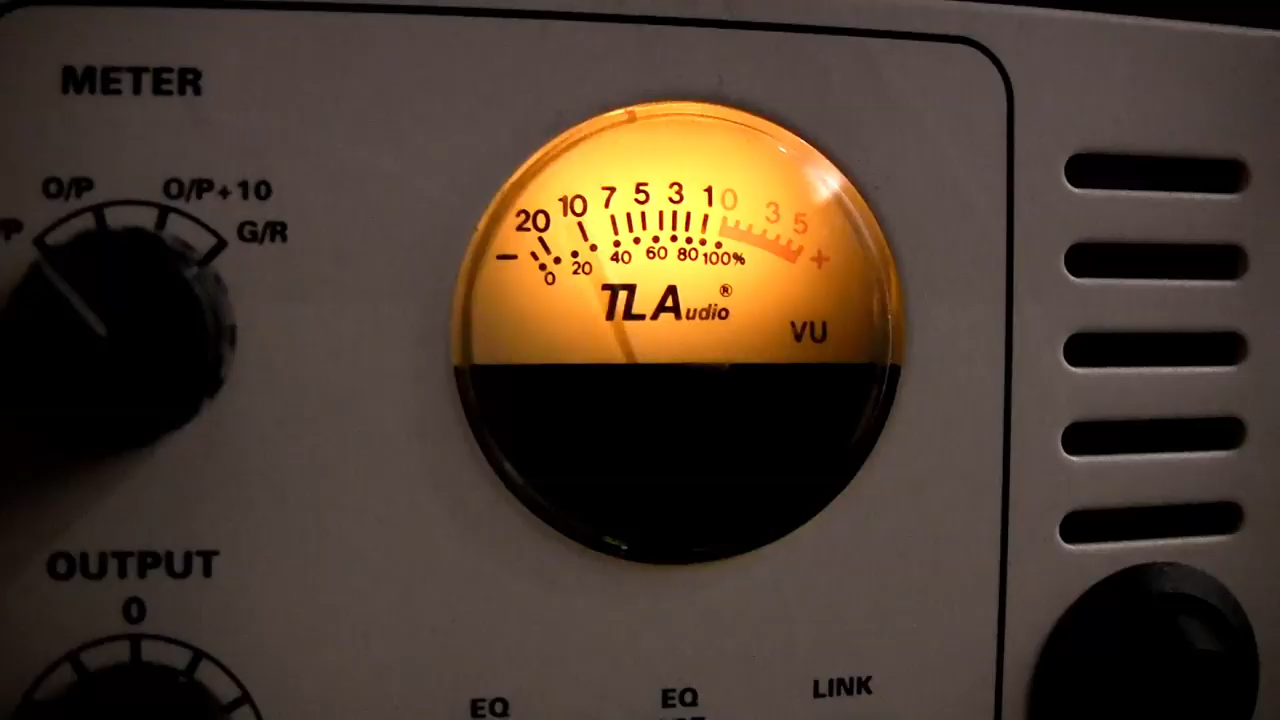 METER
O/P O/P+10
P G/R
20 10 7 5 3 1 0 3 5
- +
0 20 40 60 80 100%
TLAudio®
VU
OUTPUT
0
EQ EQ LINK